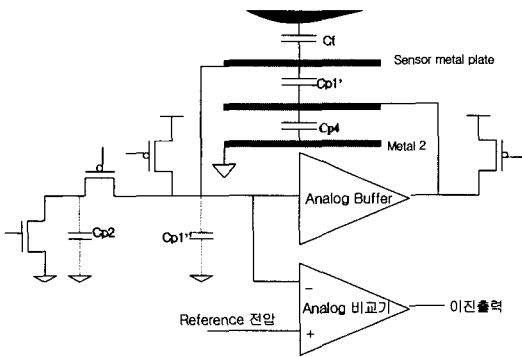 Cf
Sensor metal plate
Cp1'
Cp4
Metal 2
Analog Buffer
Cp2
Cp1"
Analog 비교기
이진출력
Reference 전압